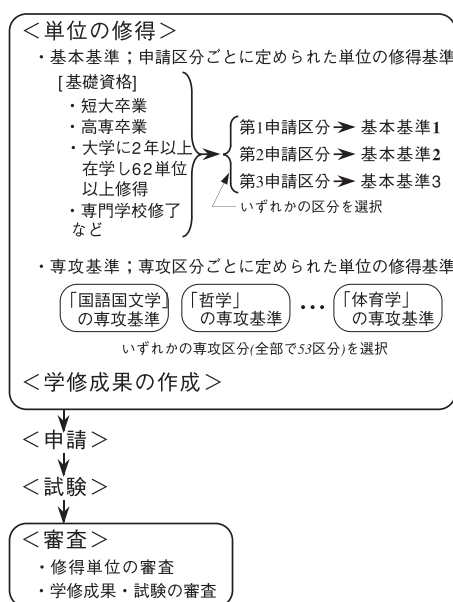 ＜単位の修得＞
・基本基準；申請区分ごとに定められた単位の修得基準
[基礎資格]
・短大卒業
・高専卒業
・大学に2年以上
在学し62単位
以上修得
・専門学校修了
など
第1申請区分 基本基準1
第2申請区分 基本基準2
第3申請区分 基本基準3
いずれかの区分を選択
・専攻基準；専攻区分ごとに定められた単位の修得基準
「国語国文学」
の専攻基準
「哲学」
の専攻基準
…
「体育学」
の専攻基準
いずれかの専攻区分(全部で53区分)を選択
＜学修成果の作成＞
＜申請＞
＜試験＞
＜審査＞
・修得単位の審査
・学修成果・試験の審査